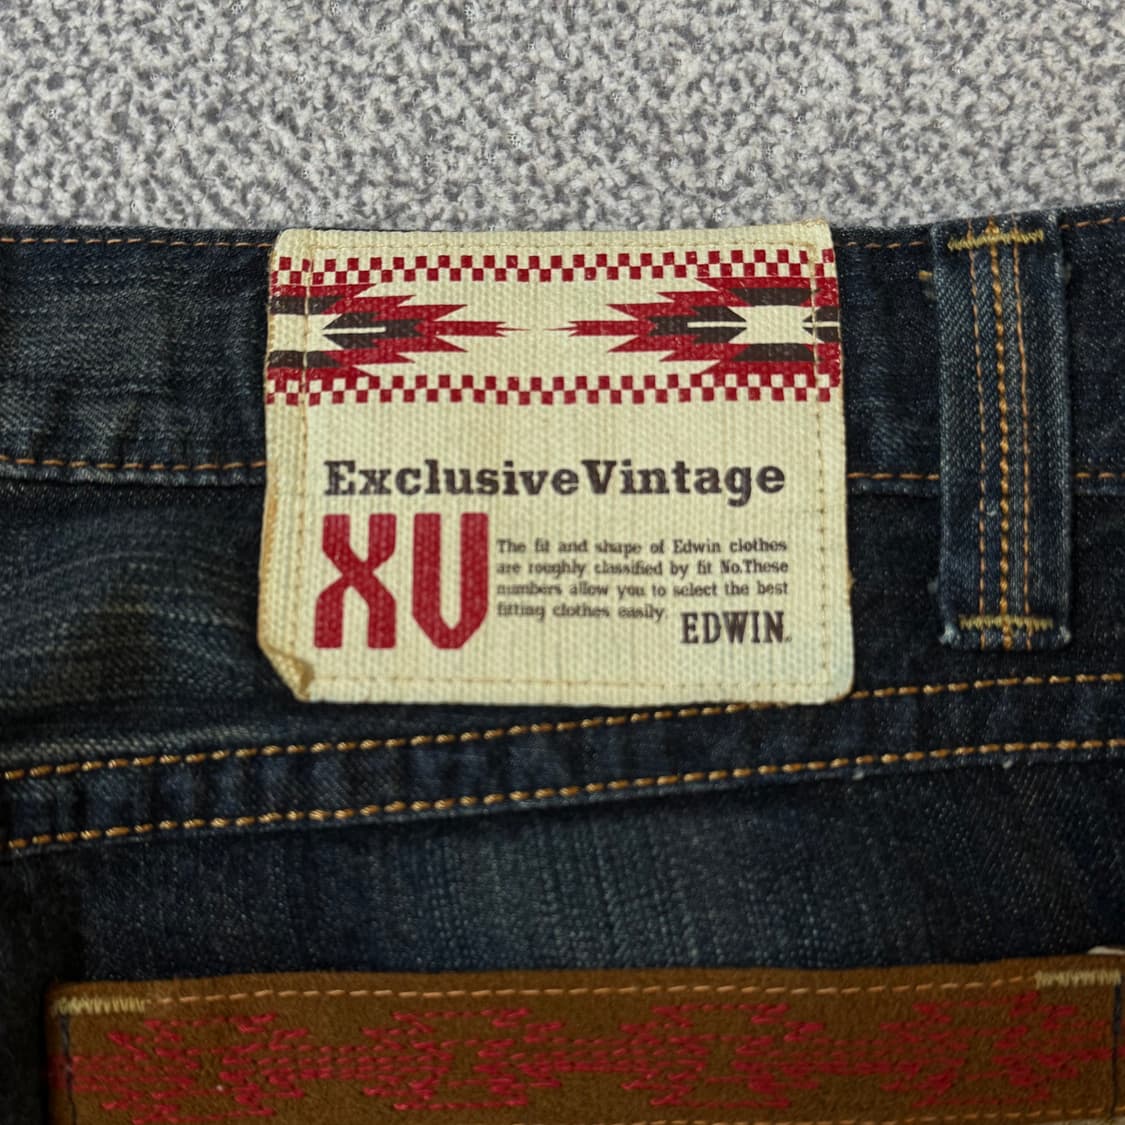 ExclusiveVintage
XV
The fit and shape of Edwin clothes
are roughly classified by fit No.These
numbers allow you to select the best
fitting clothes easily
EDWIN.